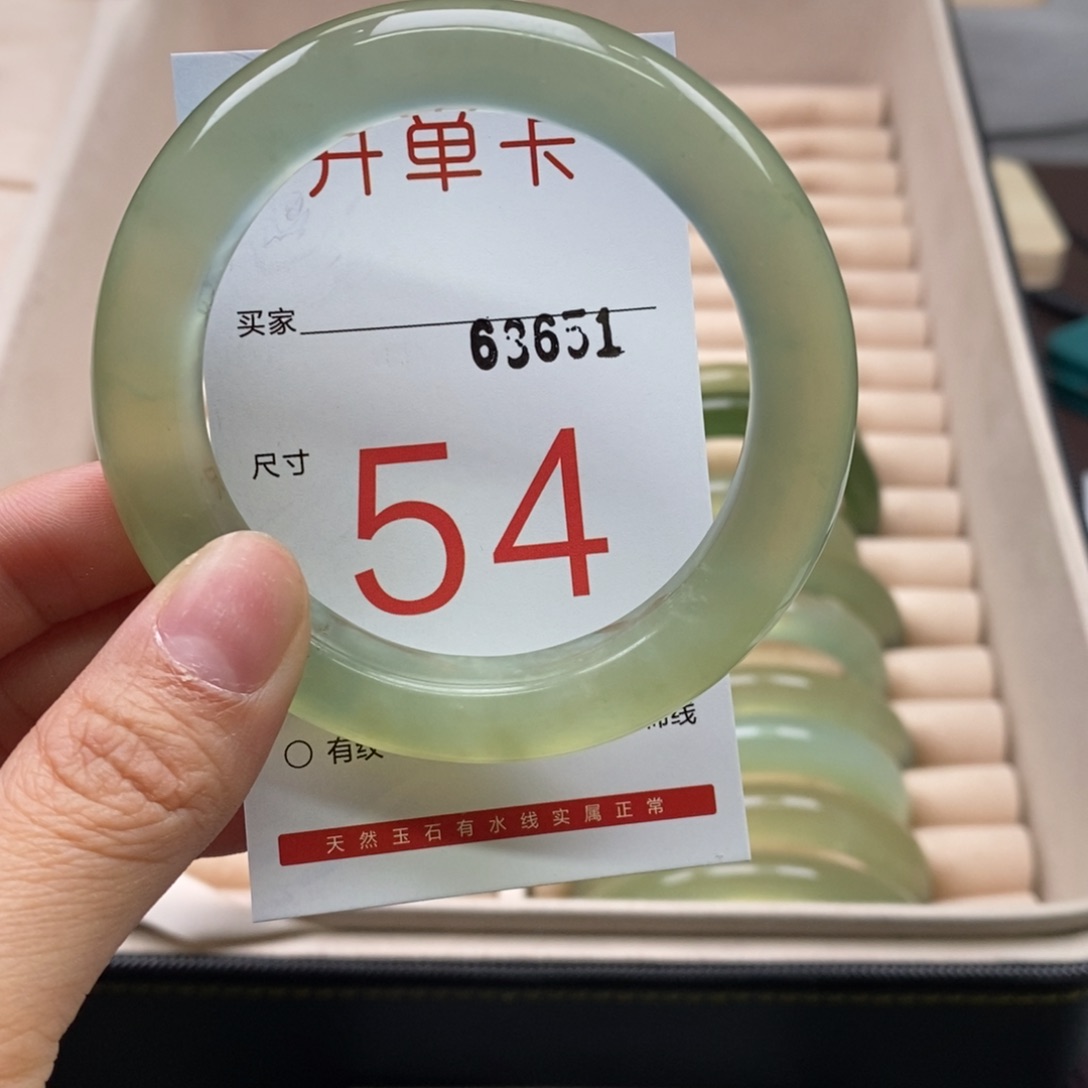 开单卡
买家
63651
尺寸
54
有纹
天然玉石有水线实属正常